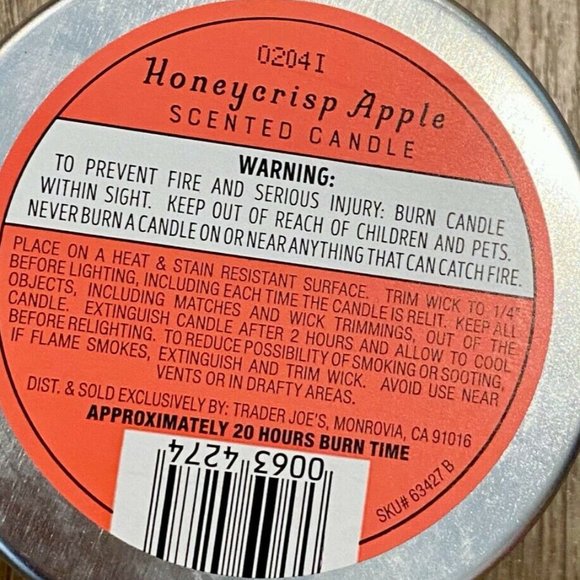 0204I
Honeycrisp Apple
SCENTED CANDLE
WARNING:
TO PREVENT FIRE AND SERIOUS INJURY: BURN CANDLE
WITHIN SIGHT. KEEP OUT OF REACH OF CHILDREN AND PETS.
NEVER BURN A CANDLE ON OR NEAR ANYTHING THAT CAN CATCH FIRE.
PLACE ON A HEAT & STAIN RESISTANT SURFACE. TRIM WICK TO 1/4"
BEFORE LIGHTING, INCLUDING EACH TIME THE CANDLE IS RELIT. KEEP ALL
OBJECTS, INCLUDING MATCHES AND WICK TRIMMINGS, OUT OF THE
CANDLE. EXTINGUISH CANDLE AFTER 2 HOURS AND ALLOW TO COOL
BEFORE RELIGHTING. TO REDUCE POSSIBILITY OF SMOKING OR SOOTING,
IF FLAME SMOKES, EXTINGUISH AND TRIM WICK. AVOID USE NEAR
VENTS OR IN DRAFTY AREAS.
DIST. & SOLD EXCLUSIVELY BY: TRADER JOE'S, MONROVIA, CA 91016
APPROXIMATELY 20 HOURS BURN TIME
0063 4274
SKU# 63427 B